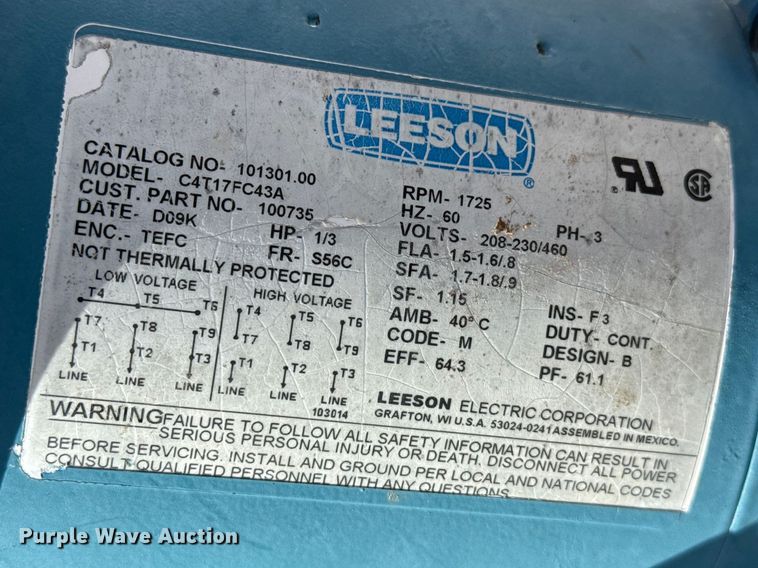 LEESON ®
CATALOG NO- 101301.00
MODEL- C4T17FC43A
CUST. PART NO- 100735
DATE- D09K HP- 1/3
ENC.- TEFC FR- S56C
NOT THERMALLY PROTECTED
RPM- 1725
HZ- 60 PH- 3
VOLTS- 208-230/460
FLA- 1.5-1.6/.8
SFA- 1.7-1.8/.9
SF- 1.15 INS- F3
AMB- 40°C DUTY- CONT.
CODE- M DESIGN- B
EFF- 64.3 PF- 61.1
UR SA
LOW VOLTAGE HIGH VOLTAGE
T4 T5 T6 T4 T5 T6
T7 T8 T9 T7 T8 T9
T1 T2 T3 T1 T2 T3
LINE LINE LINE LINE LINE LINE
103014
LEESON ELECTRIC CORPORATION
GRAFTON, WI U.S.A. 53024-0241 ASSEMBLED IN MEXICO.
WARNING FAILURE TO FOLLOW ALL SAFETY INFORMATION CAN RESULT IN
SERIOUS PERSONAL INJURY OR DEATH. DISCONNECT ALL POWER
BEFORE SERVICING. INSTALL AND GROUND PER LOCAL AND NATIONAL CODES
CONSULT QUALIFIED PERSONNEL WITH ANY QUESTIONS.
Purple Wave Auction